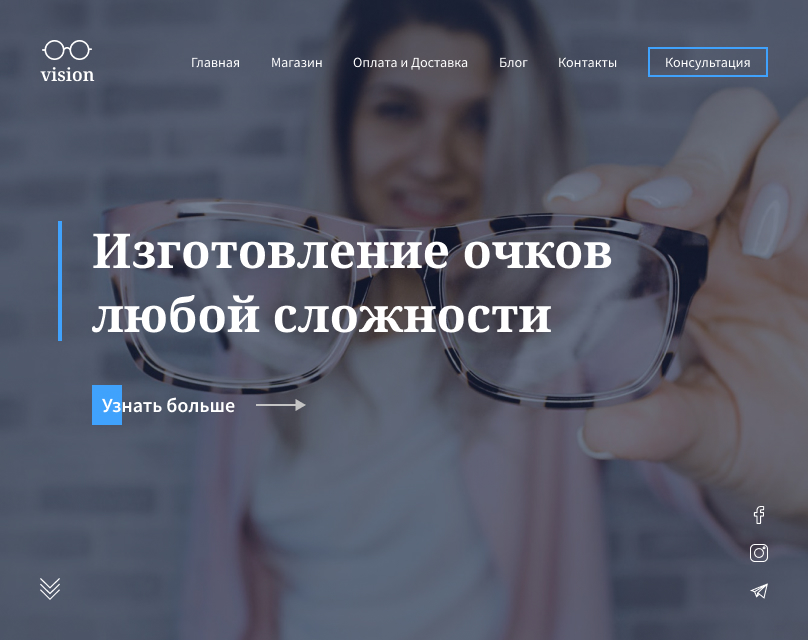 vision
Главная
Магазин
Оплата и Доставка
Блог
Контакты
Консультация
Изготовление очков
любой сложности
Узнать больше